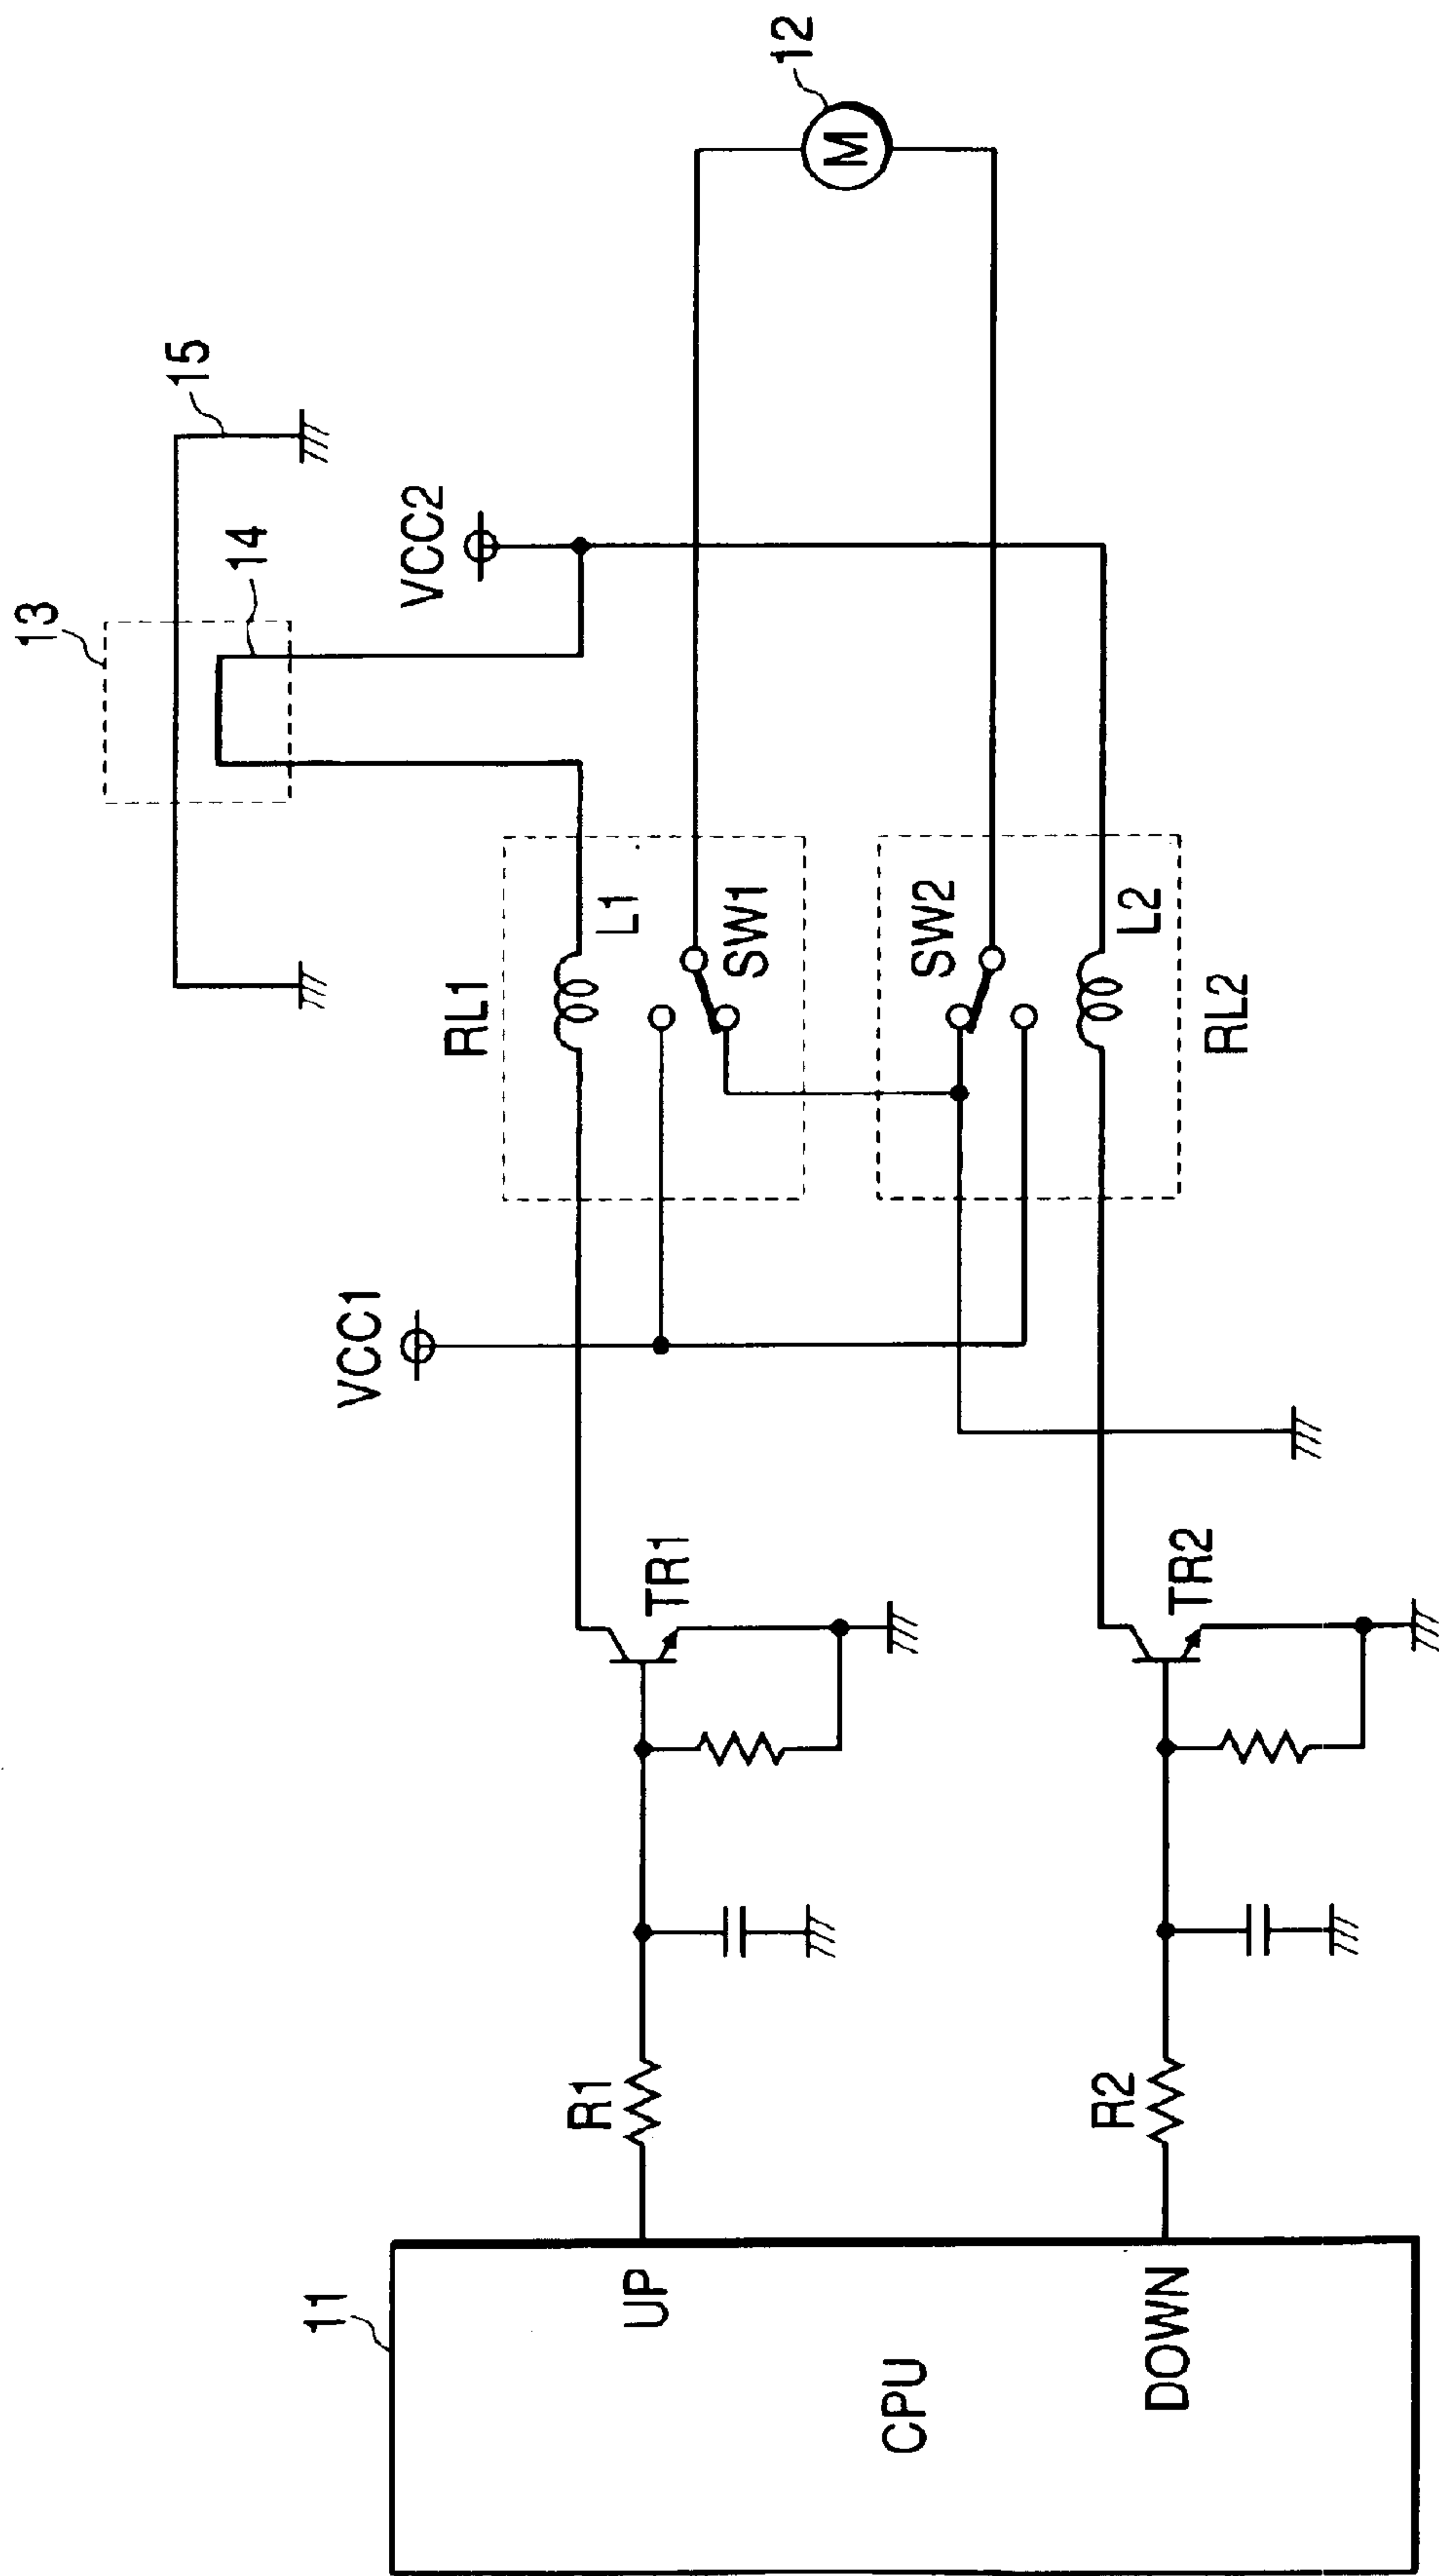 11
CPU
UP
DOWN
R1
R2
TR1
TR2
VCC1
RL1
L1
SW1
SW2
L2
RL2
13
14
15
VCC2
12
M